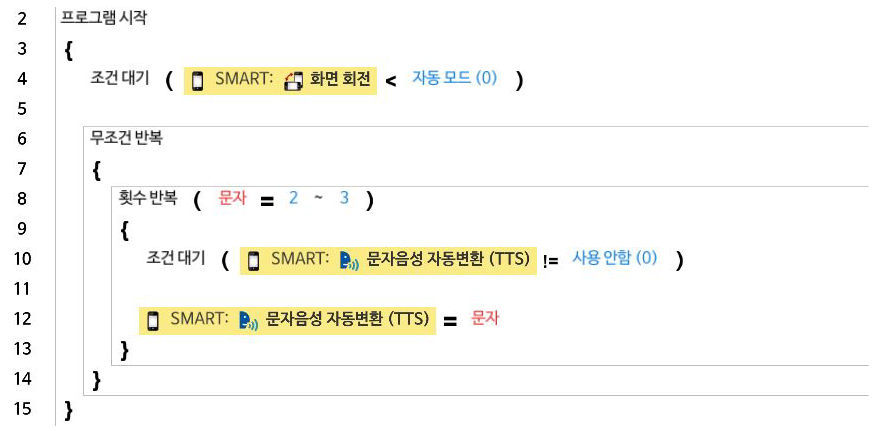 2 프로그램 시작
3 {
4 조건 대기 ( SMART: 화면 회전 < 자동 모드 (0) )
5
6 무조건 반복
7 {
8 횟수 반복 ( 문자 = 2 ~ 3 )
9 {
10 조건 대기 ( SMART: 문자음성 자동변환 (TTS) != 사용 안함 (0) )
11
12 SMART: 문자음성 자동변환 (TTS) = 문자
13 }
14 }
15 }